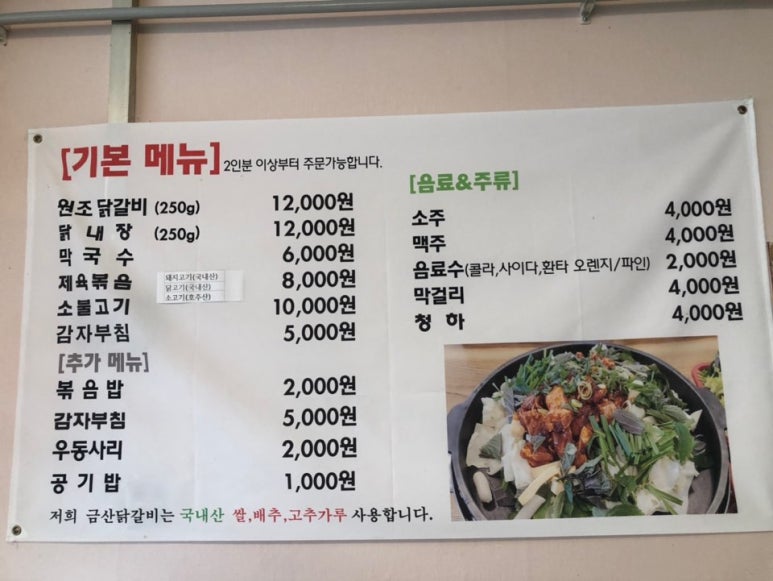 [기본 메뉴] 2인분 이상부터 주문가능합니다.
원조닭갈비 (250g) 12,000원
닭 내 장 (250g) 12,000원
막 국 수 6,000원
제육볶음 8,000원
돼지고기(국내산)
닭고기(국내산)
소고기(호주산)
소불고기 10,000원
감자부침 5,000원
[추가 메뉴]
볶음밥 2,000원
감자부침 5,000원
우동사리 2,000원
공 기 밥 1,000원
[음료&주류]
소주 4,000원
맥주 4,000원
음료수(콜라,사이다,환타 오렌지/파인) 2,000원
막걸리 4,000원
청 하 4,000원
저희 금산닭갈비는 국내산 쌀,배추,고추가루 사용합니다.